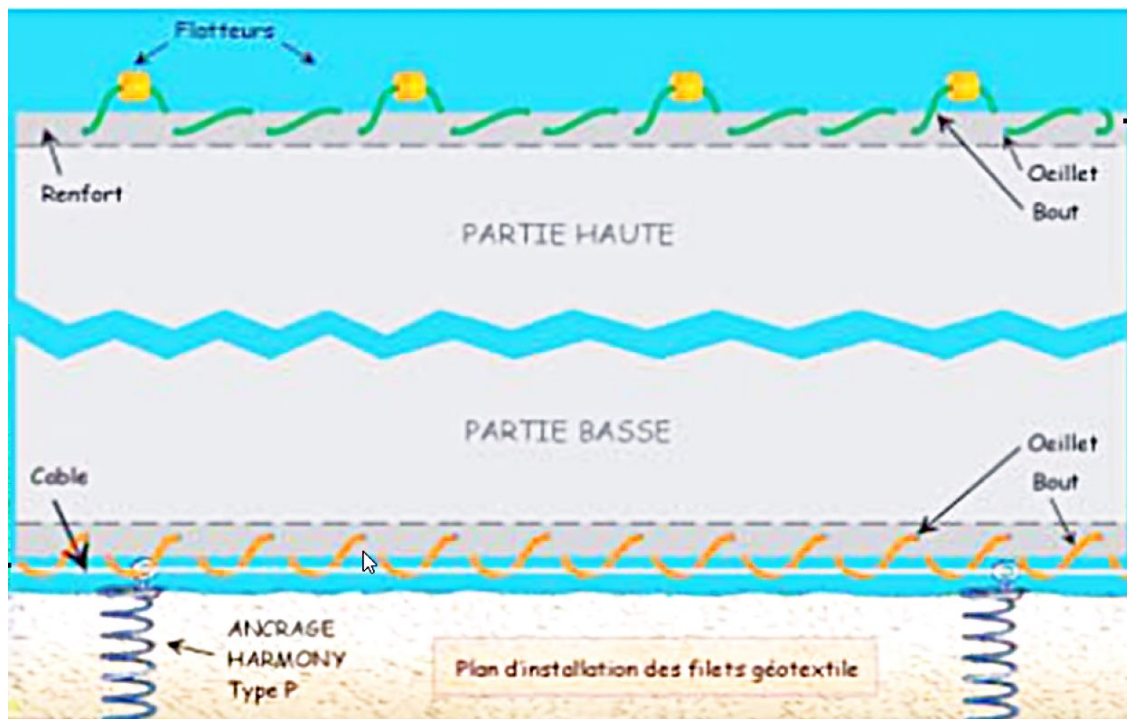 Flotteurs
Renfort
Oeillet
Bout
PARTIE HAUTE
PARTIE BASSE
Oeillet
Bout
Cable
ANCRAGE
HARMONY
Type P
Plan d'installation des filets géotextile